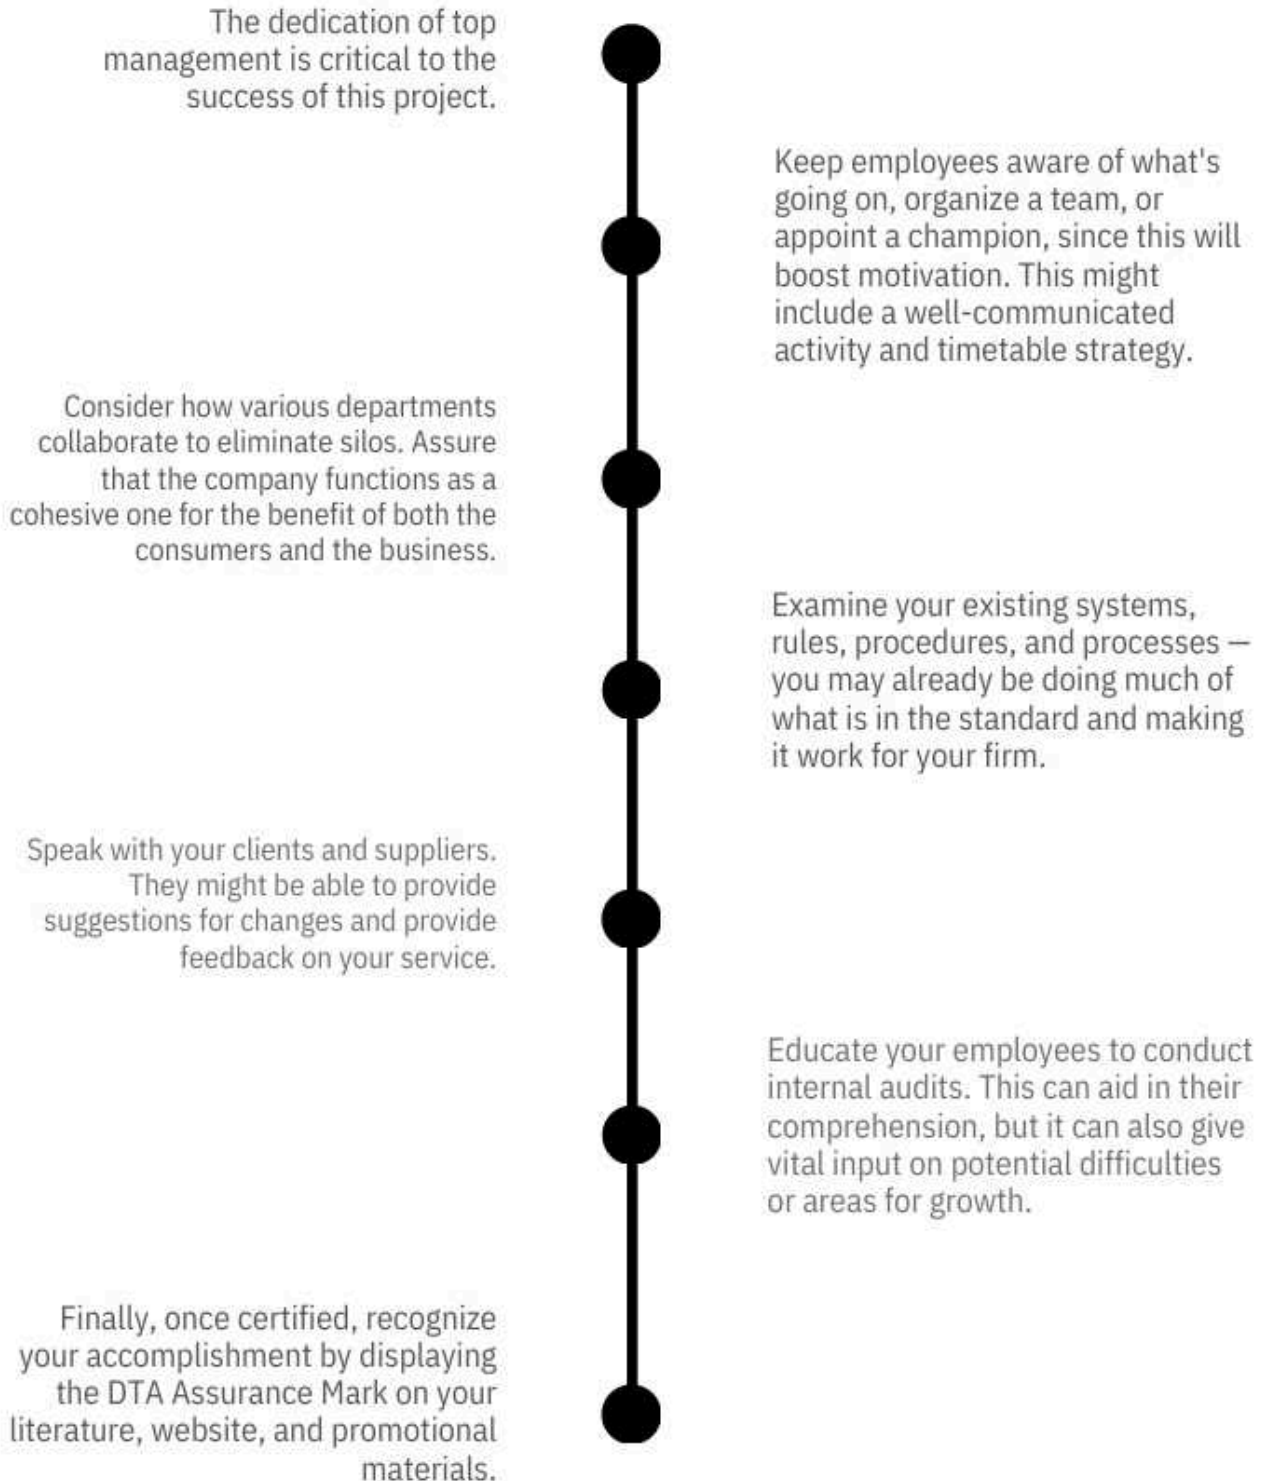 The dedication of top
management is critical to the
success of this project.
Keep employees aware of what's
going on, organize a team, or
appoint a champion, since this will
boost motivation. This might
include a well-communicated
activity and timetable strategy.
Consider how various departments
collaborate to eliminate silos. Assure
that the company functions as a
cohesive one for the benefit of both the
consumers and the business.
Examine your existing systems,
rules, procedures, and processes —
you may already be doing much of
what is in the standard and making
it work for your firm.
Speak with your clients and suppliers.
They might be able to provide
suggestions for changes and provide
feedback on your service.
Educate your employees to conduct
internal audits. This can aid in their
comprehension, but it can also give
vital input on potential difficulties
or areas for growth.
Finally, once certified, recognize
your accomplishment by displaying
the DTA Assurance Mark on your
literature, website, and promotional
materials.